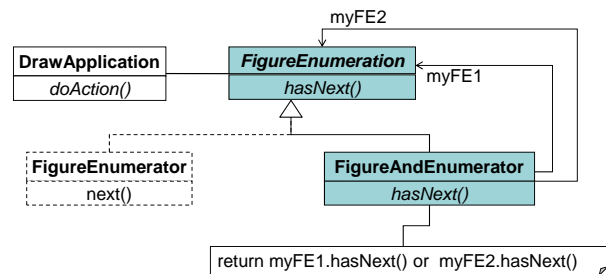 myFE2
DrawApplication
doAction()
FigureEnumeration
hasNext()
myFE1
FigureEnumerator
next()
FigureAndEnumerator
hasNext()
return myFE1.hasNext() or myFE2.hasNext()